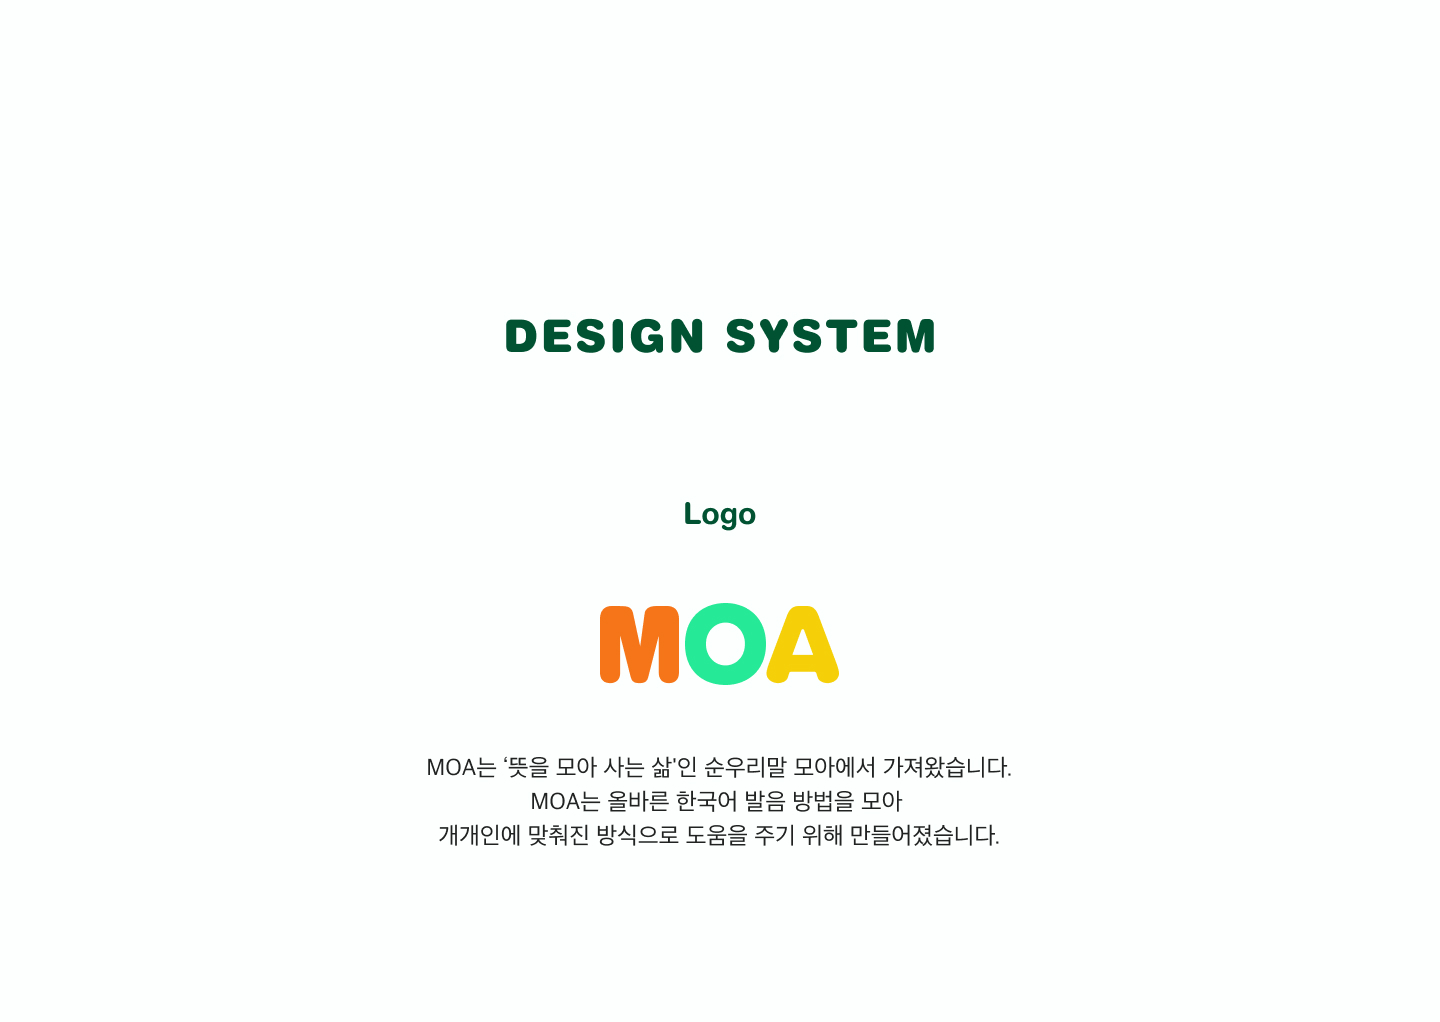 DESIGN SYSTEM
Logo
MOA
MOA는 ‘뜻을 모아 사는 삶'인 순우리말 모아에서 가져왔습니다.
MOA는 올바른 한국어 발음 방법을 모아
개개인에 맞춰진 방식으로 도움을 주기 위해 만들어졌습니다.